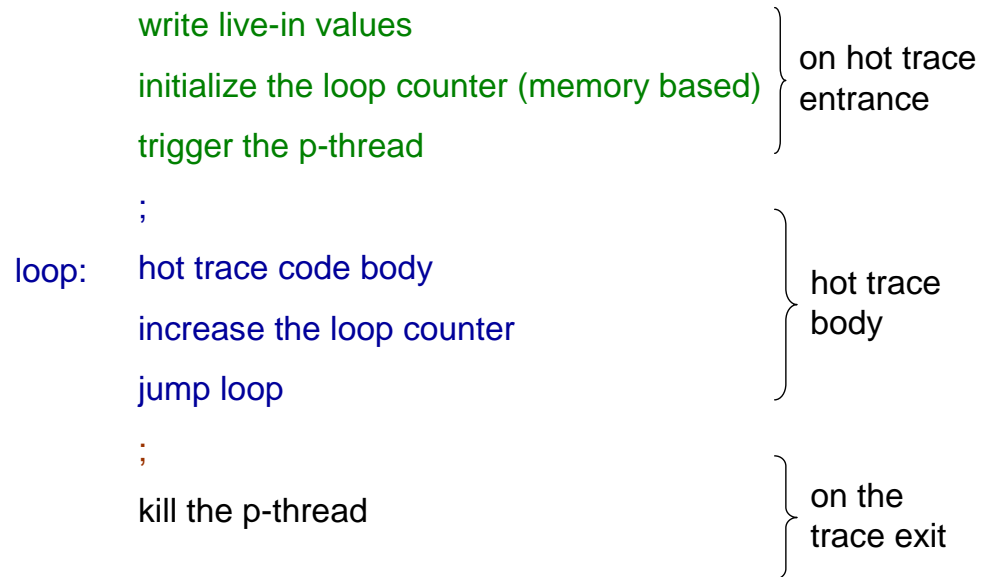 write live-in values
initialize the loop counter (memory based)
trigger the p-thread
on hot trace
entrance
;
loop: hot trace code body
increase the loop counter
jump loop
hot trace
body
;
kill the p-thread
on the
trace exit